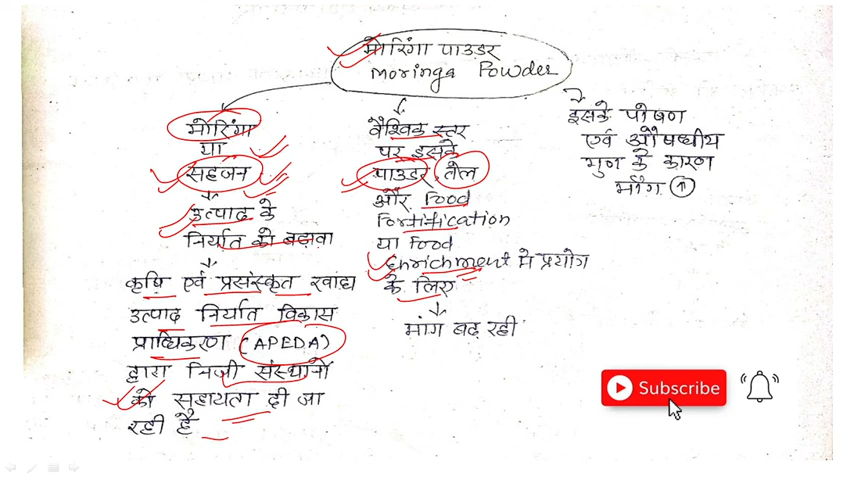 मोरिंगा पाउडर
Moringa Powder
मोरिंगा
या
सहजन
उत्पाद के
निर्यात को बढ़ावा
कृषि एवं प्रसंस्कृत खाद्य
उत्पाद निर्यात विकास
प्राधिकरण (APEDA)
द्वारा निजी संस्थानों
को सहायता दी जा
रही है
वैश्विक स्तर
पर इसके
पाउडर, तेल
और Food
Fortification
या Food
Enrichment मे प्रयोग
के लिए
मांग बढ़ रही
इसके पोषण
एवं औषधीय
गुण के कारण
माँग ↑
Subscribe